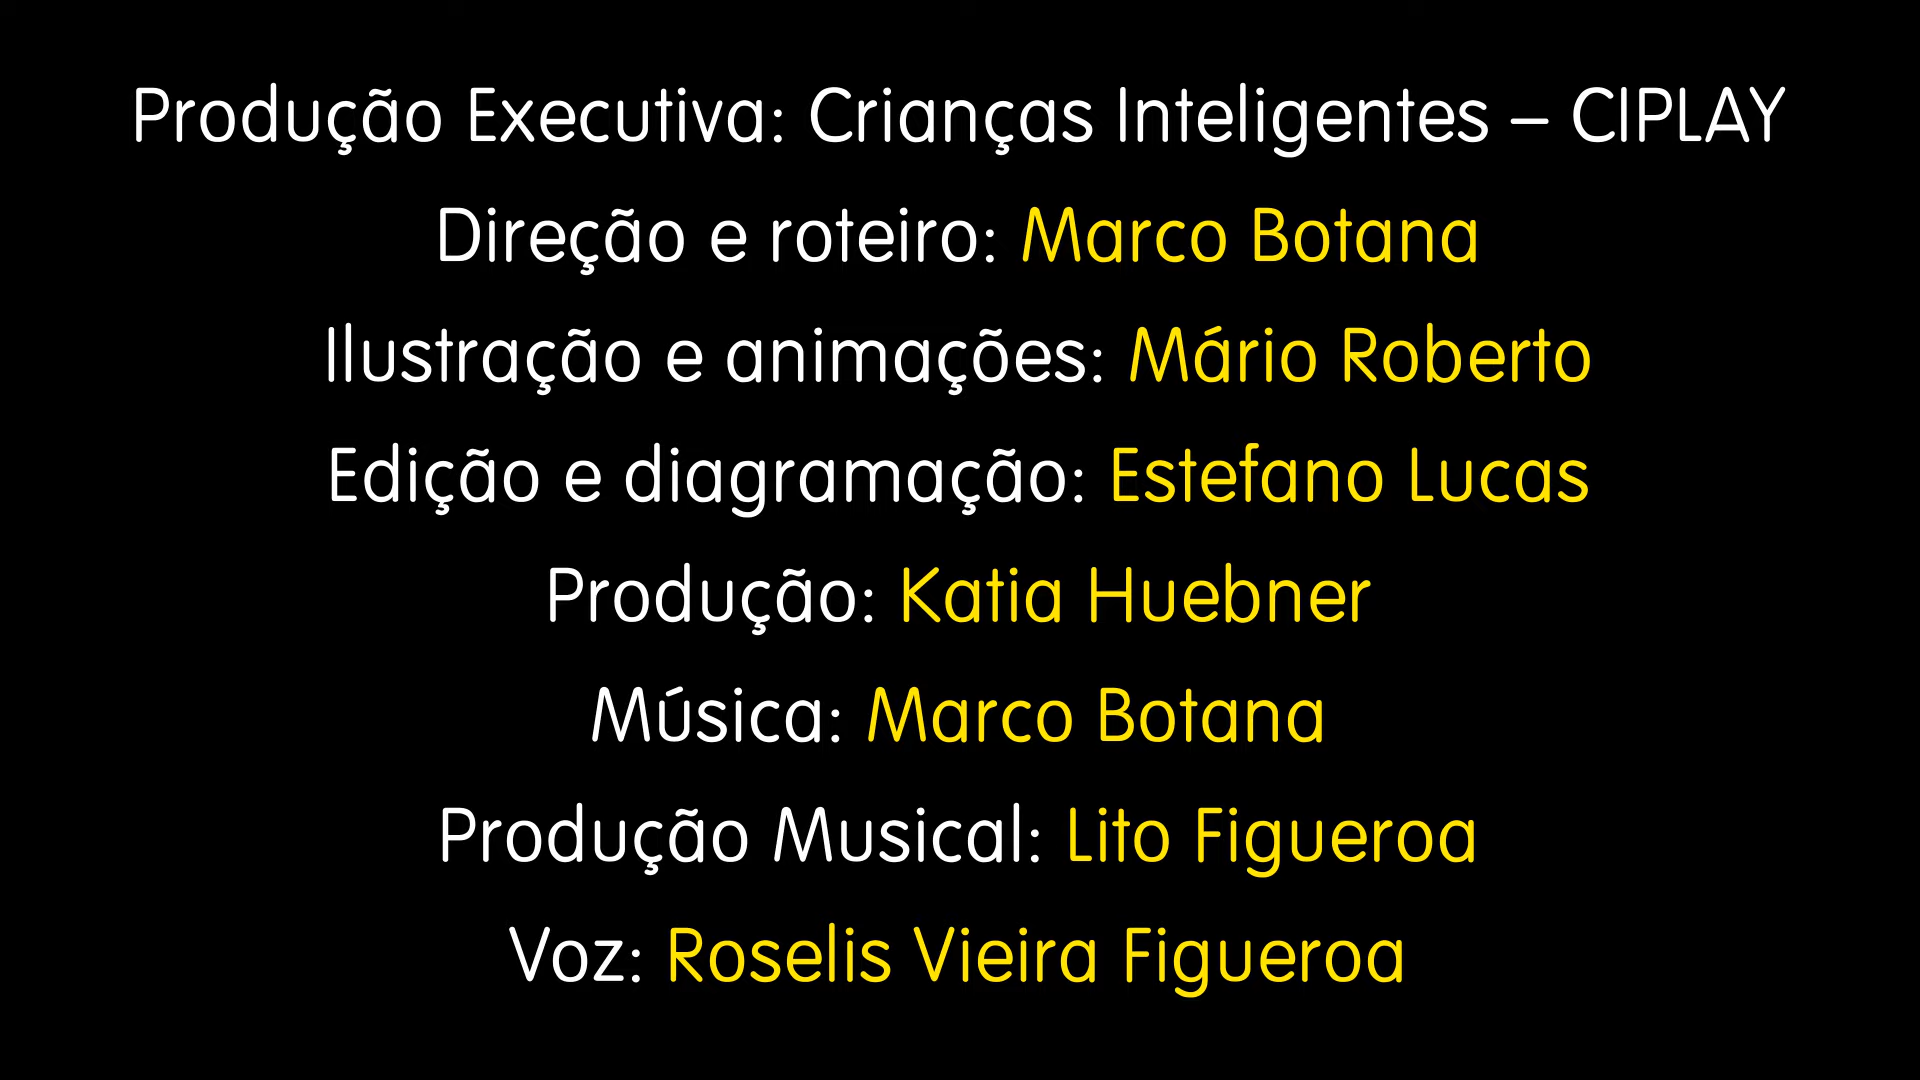 Produção Executiva: Crianças Inteligentes – CIPLAY
Direção e roteiro: Marco Botana
Ilustração e animações: Mário Roberto
Edição e diagramação: Estefano Lucas
Produção: Katia Huebner
Música: Marco Botana
Produção Musical: Lito Figueroa
Voz: Roselis Vieira Figueroa